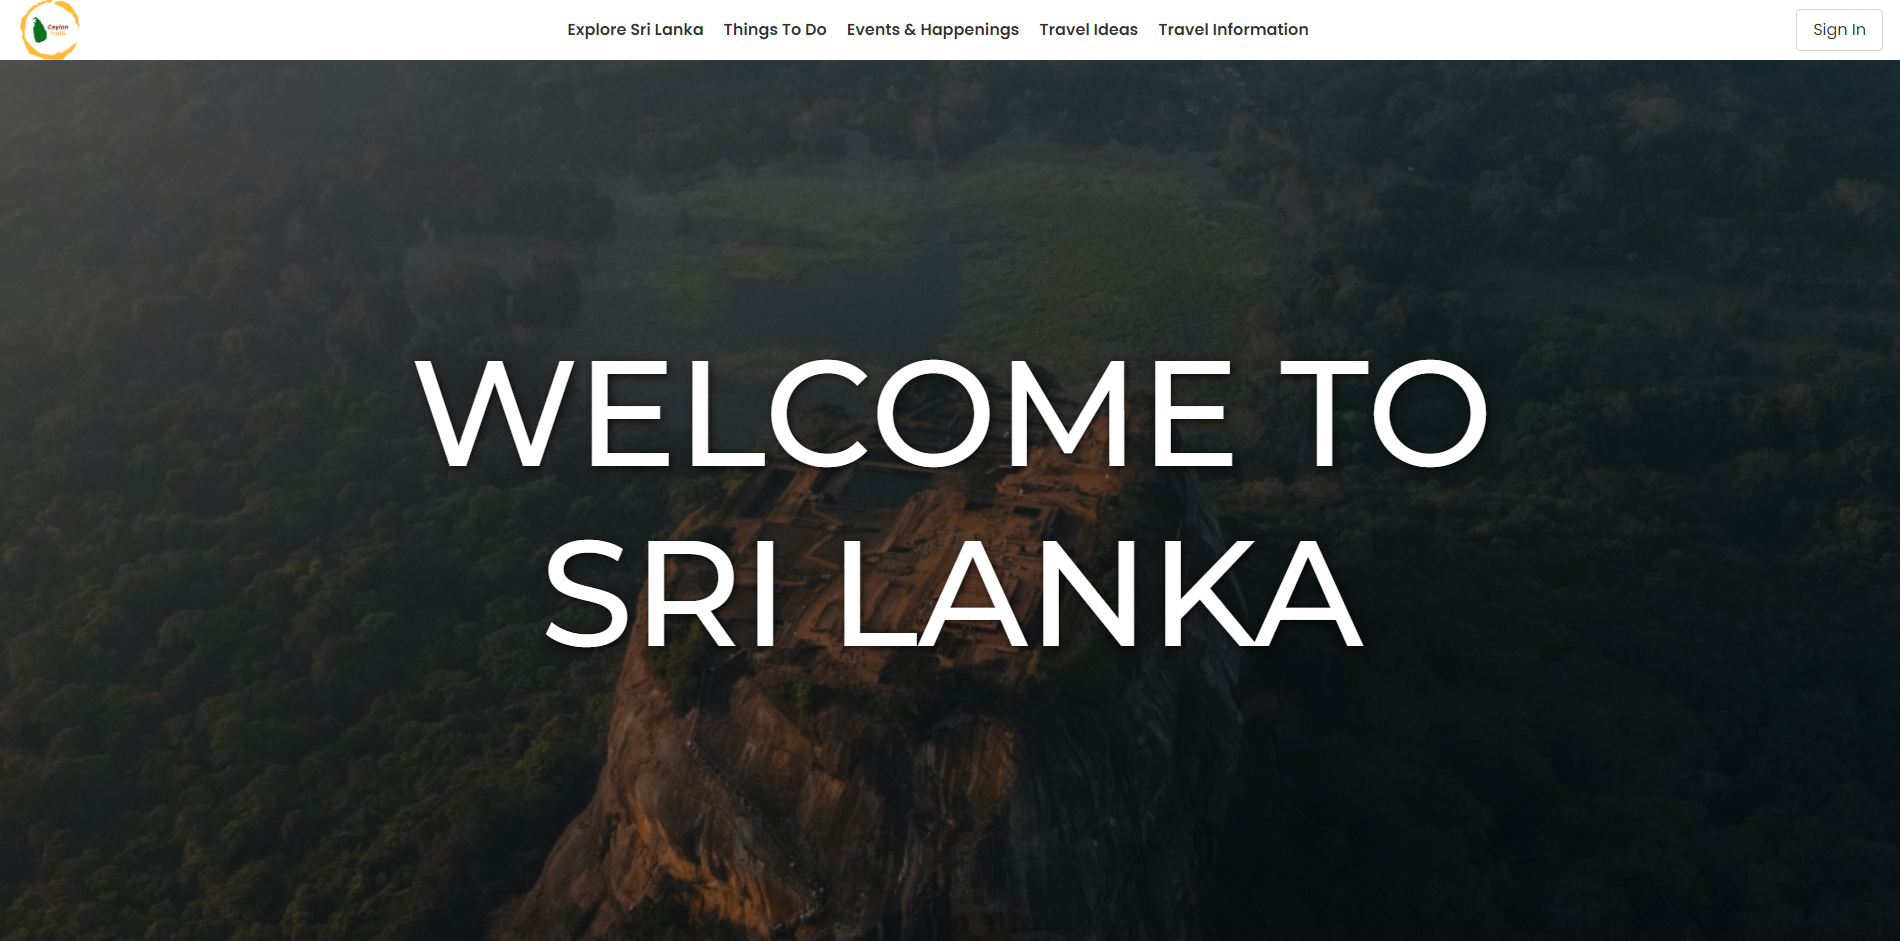 Ceylon
Trails
Explore Sri Lanka Things To Do Events & Happenings Travel Ideas Travel Information Sign In
WELCOME TO
SRI LANKA